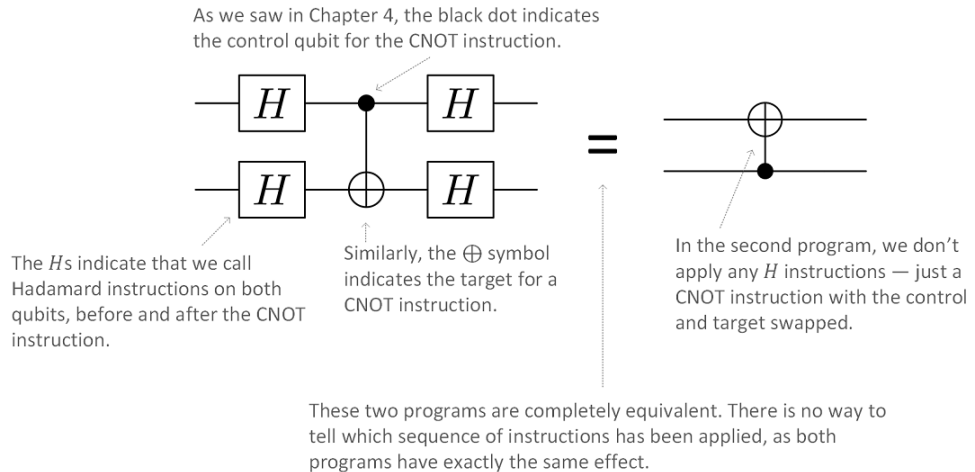 As we saw in Chapter 4, the black dot indicates
the control qubit for the CNOT instruction.
H
H
=
H
H
The Hs indicate that we call
Hadamard instructions on both
qubits, before and after the CNOT
instruction.
Similarly, the ⊕ symbol
indicates the target for a
CNOT instruction.
In the second program, we don’t
apply any H instructions — just a
CNOT instruction with the control
and target swapped.
These two programs are completely equivalent. There is no way to
tell which sequence of instructions has been applied, as both
programs have exactly the same effect.